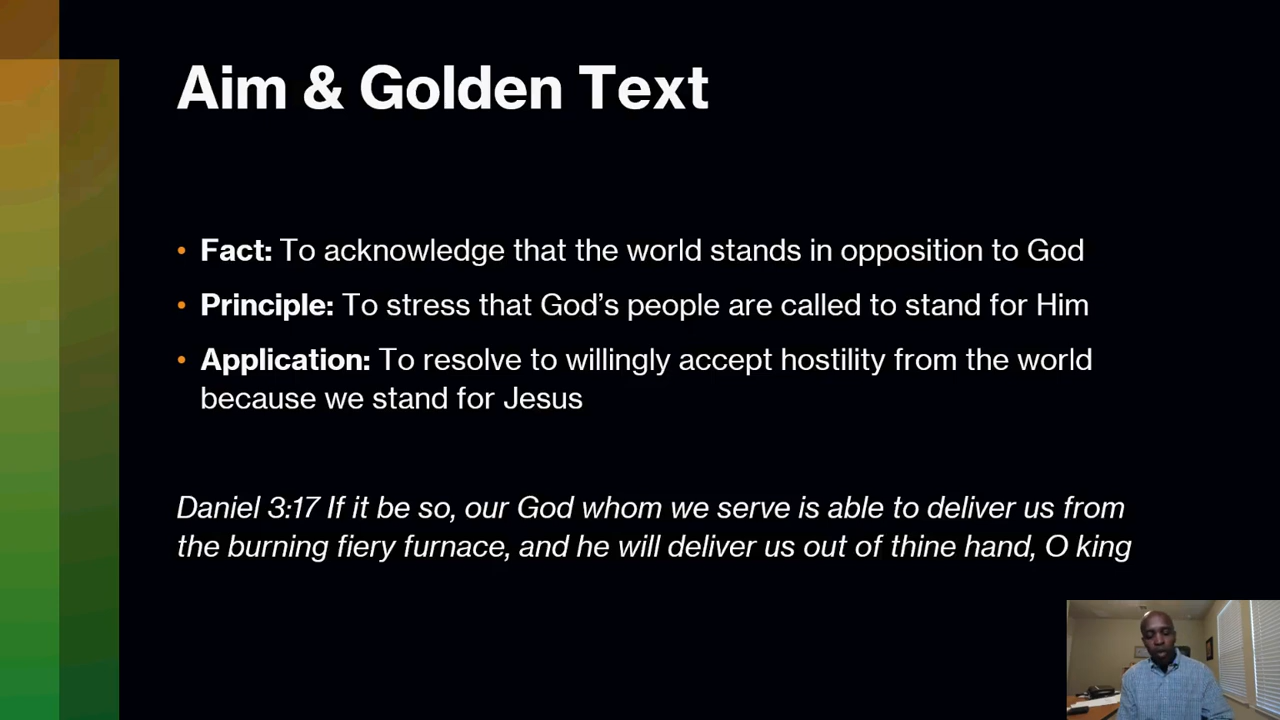 Aim & Golden Text
• Fact: To acknowledge that the world stands in opposition to God
• Principle: To stress that God’s people are called to stand for Him
• Application: To resolve to willingly accept hostility from the world
because we stand for Jesus
Daniel 3:17 If it be so, our God whom we serve is able to deliver us from
the burning fiery furnace, and he will deliver us out of thine hand, O king